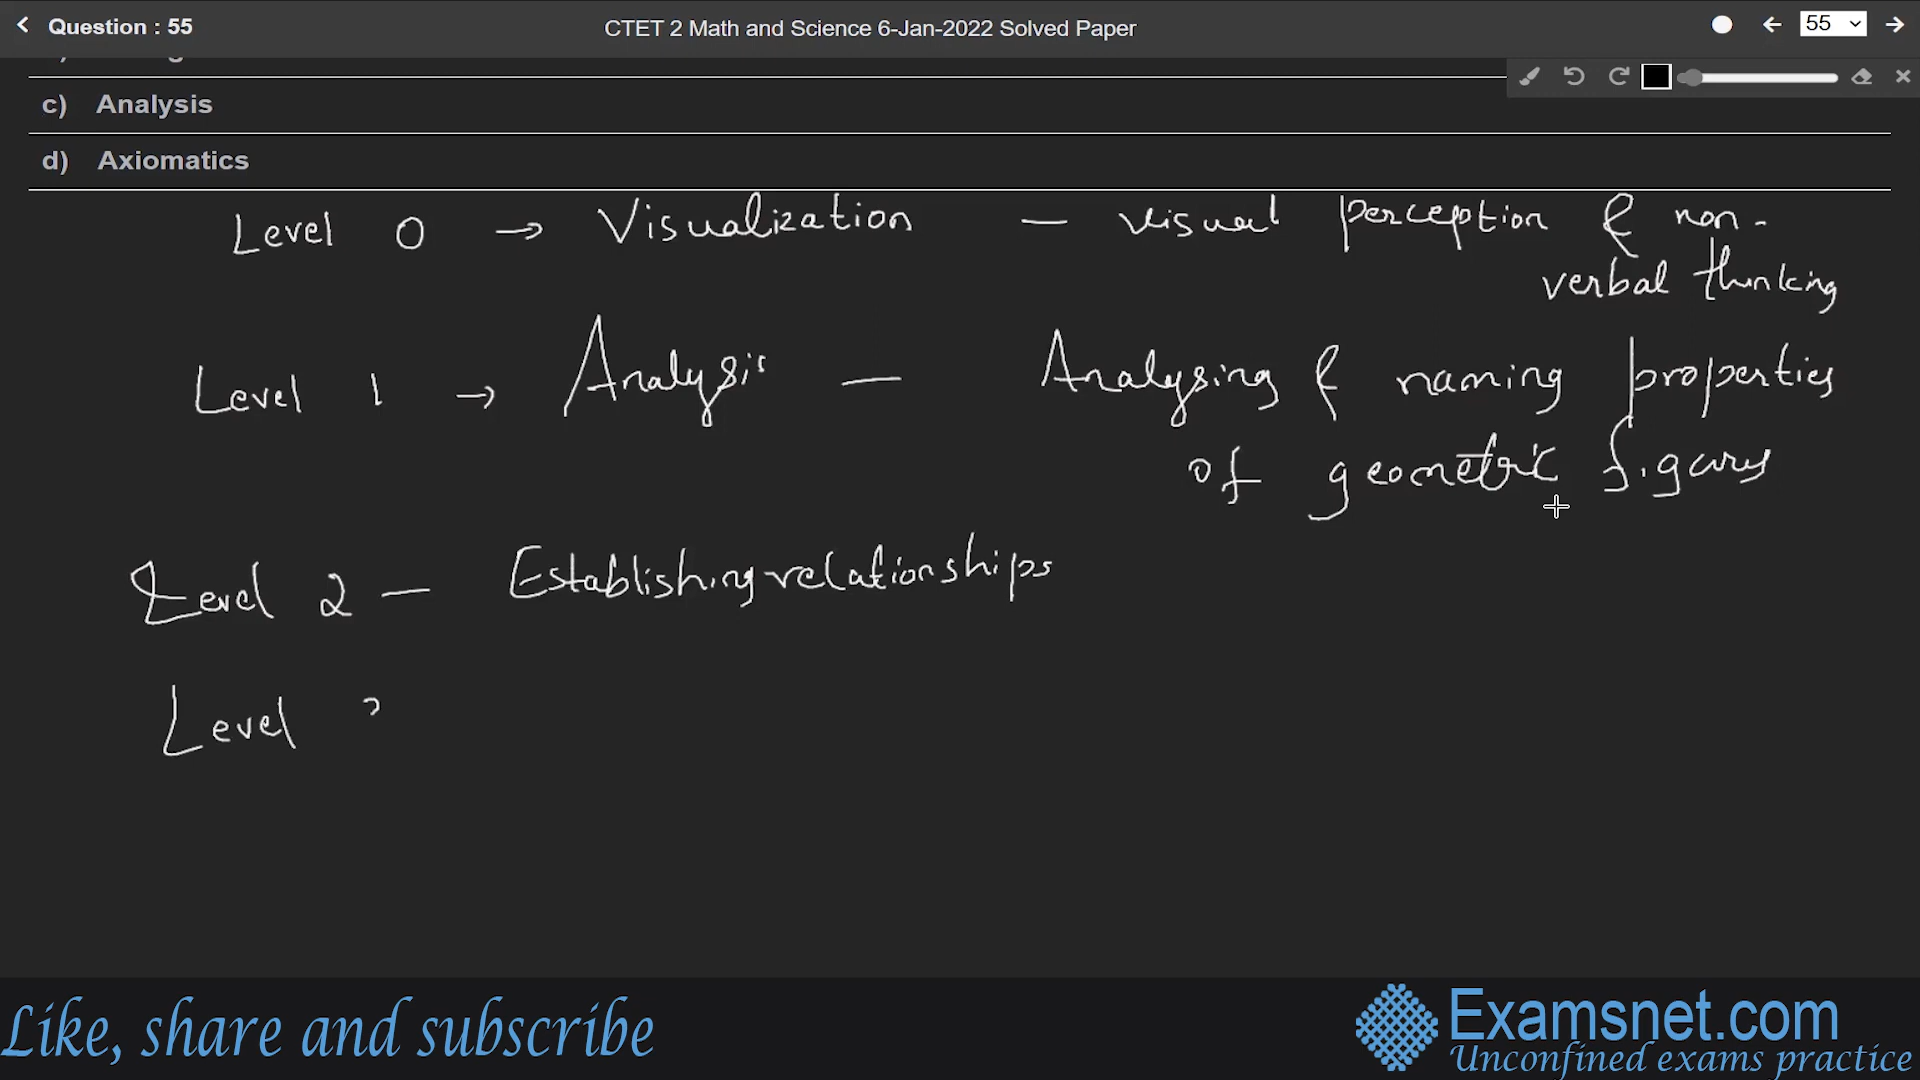 Question : 55
CTET 2 Math and Science 6-Jan-2022 Solved Paper
55
c) Analysis
d) Axiomatics
Level 0 → Visualization — visual perception & non-
verbal thinking
Level 1 → Analysis — Analysing & naming properties
of geometric figures
Level 2 — Establishing relationships
Level
Like, share and subscribe
Examsnet.com
Unconfined exams practice